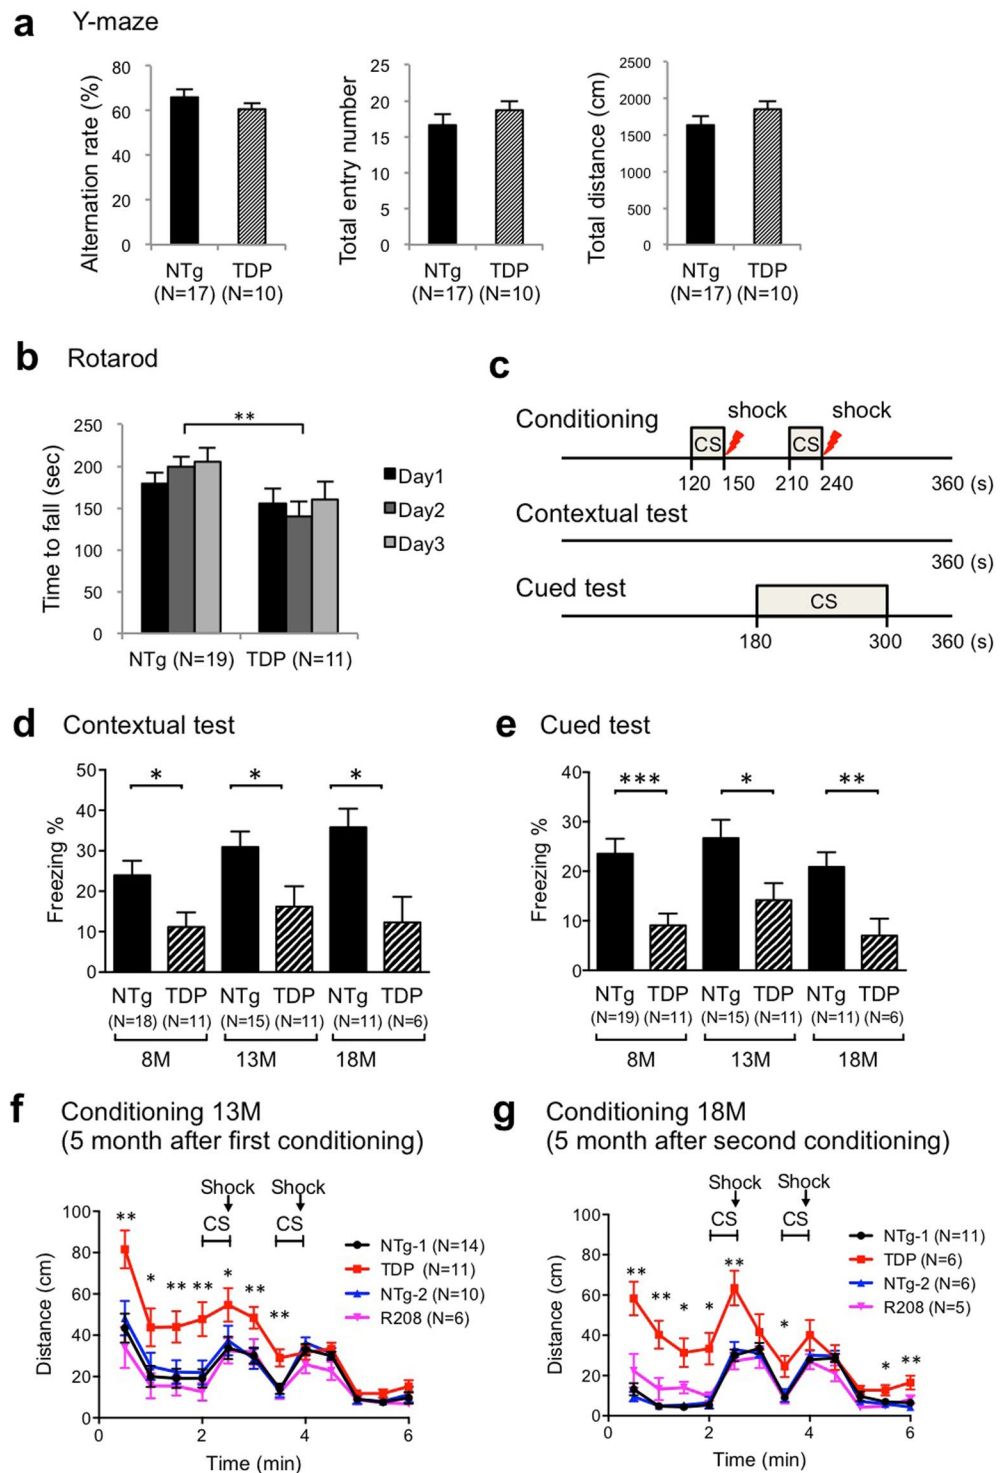 a Y-maze
Alternation rate (%)
80
60
40
20
0
NTg TDP
(N=17) (N=10)
Total entry number
25
20
15
10
5
0
NTg TDP
(N=17) (N=10)
Total distance (cm)
2500
2000
1500
1000
500
0
NTg TDP
(N=17) (N=10)
b Rotarod
Time to fall (sec)
250
200
150
100
50
0
**
NTg (N=19) TDP (N=11)
Day1
Day2
Day3
c
Conditioning
shock shock
CS CS
120 150 210 240 360 (s)
Contextual test
360 (s)
Cued test
CS
180 300 360 (s)
d Contextual test
Freezing %
50
40
30
20
10
0
* * *
NTg TDP NTg TDP NTg TDP
(N=18) (N=11) (N=15) (N=11) (N=11) (N=6)
8M 13M 18M
e Cued test
Freezing %
40
30
20
10
0
*** * **
NTg TDP NTg TDP NTg TDP
(N=19) (N=11) (N=15) (N=11) (N=11) (N=6)
8M 13M 18M
f Conditioning 13M
(5 month after first conditioning)
Shock Shock
CS CS
Distance (cm)
100
80
60
40
20
0
** * ** ** * ** **
0 2 4 6
Time (min)
NTg-1 (N=14)
TDP (N=11)
NTg-2 (N=10)
R208 (N=6)
g Conditioning 18M
(5 month after second conditioning)
Shock Shock
CS CS
Distance (cm)
100
80
60
40
20
0
** ** * * ** * * **
0 2 4 6
Time (min)
NTg-1 (N=11)
TDP (N=6)
NTg-2 (N=6)
R208 (N=5)